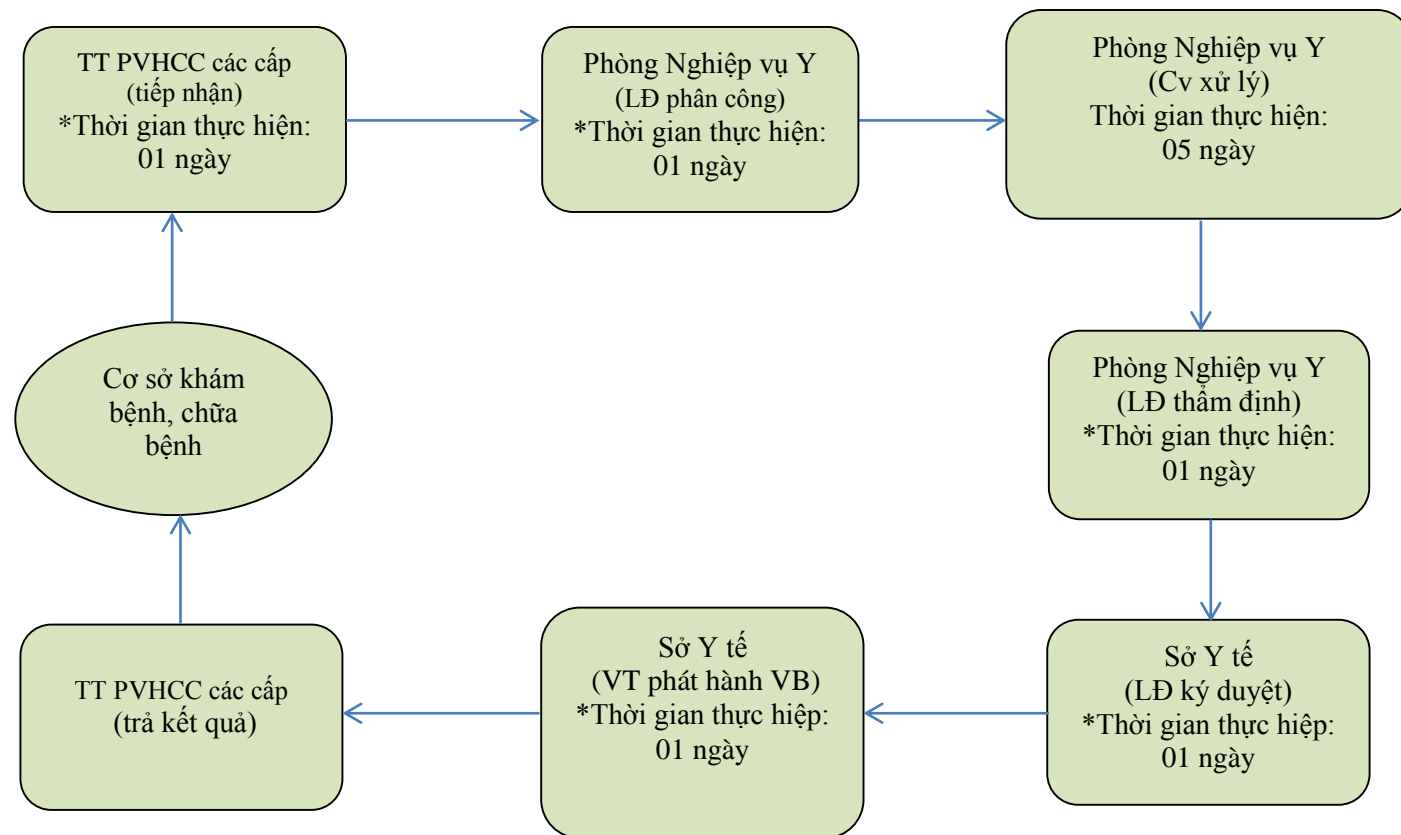 TT PVHCC các cấp
(tiếp nhận)
*Thời gian thực hiện:
01 ngày
Phòng Nghiệp vụ Y
(LĐ phân công)
*Thời gian thực hiện:
01 ngày
Phòng Nghiệp vụ Y
(Cv xử lý)
Thời gian thực hiện:
05 ngày
Phòng Nghiệp vụ Y
(LĐ thẩm định)
*Thời gian thực hiện:
01 ngày
Sở Y tế
(LĐ ký duyệt)
*Thời gian thực hiệp:
01 ngày
Sở Y tế
(VT phát hành VB)
*Thời gian thực hiệp:
01 ngày
TT PVHCC các cấp
(trả kết quả)
Cơ sở khám
bệnh, chữa
bệnh